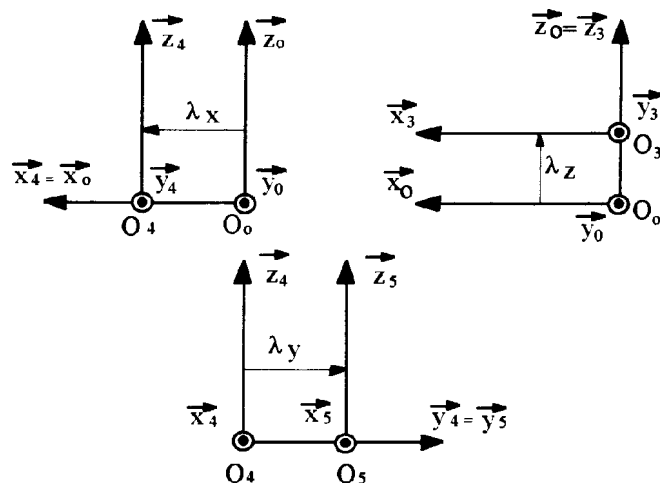 z4 zo zo = z3
λx
x3 y3
O3
x4 = xo y4 y0 xO λz
O4 Oo y0 Oo
z4 z5
λy
x4 x5 y4 = y5
O4 O5